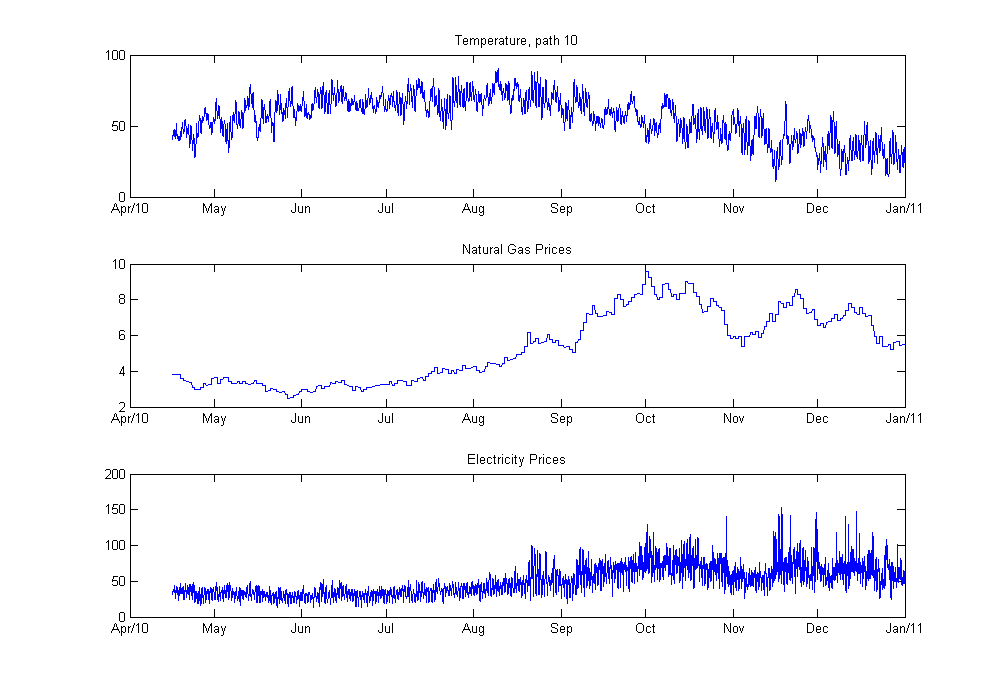 Temperature, path 10
100
50
0
Apr/10 May Jun Jul Aug Sep Oct Nov Dec Jan/11
Natural Gas Prices
10
8
6
4
2
Apr/10 May Jun Jul Aug Sep Oct Nov Dec Jan/11
Electricity Prices
200
150
100
50
0
Apr/10 May Jun Jul Aug Sep Oct Nov Dec Jan/11